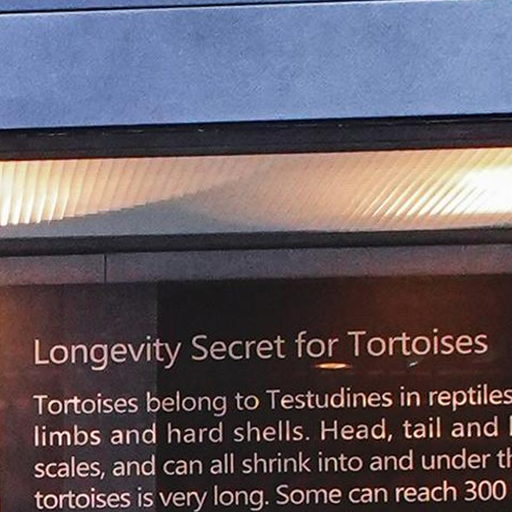 Longevity Secret for Tortoises
Tortoises belong to Testudines in reptiles
limbs and hard shells. Head, tail and
scales, and can all shrink into and under
tortoises is very long. Some can reach 300